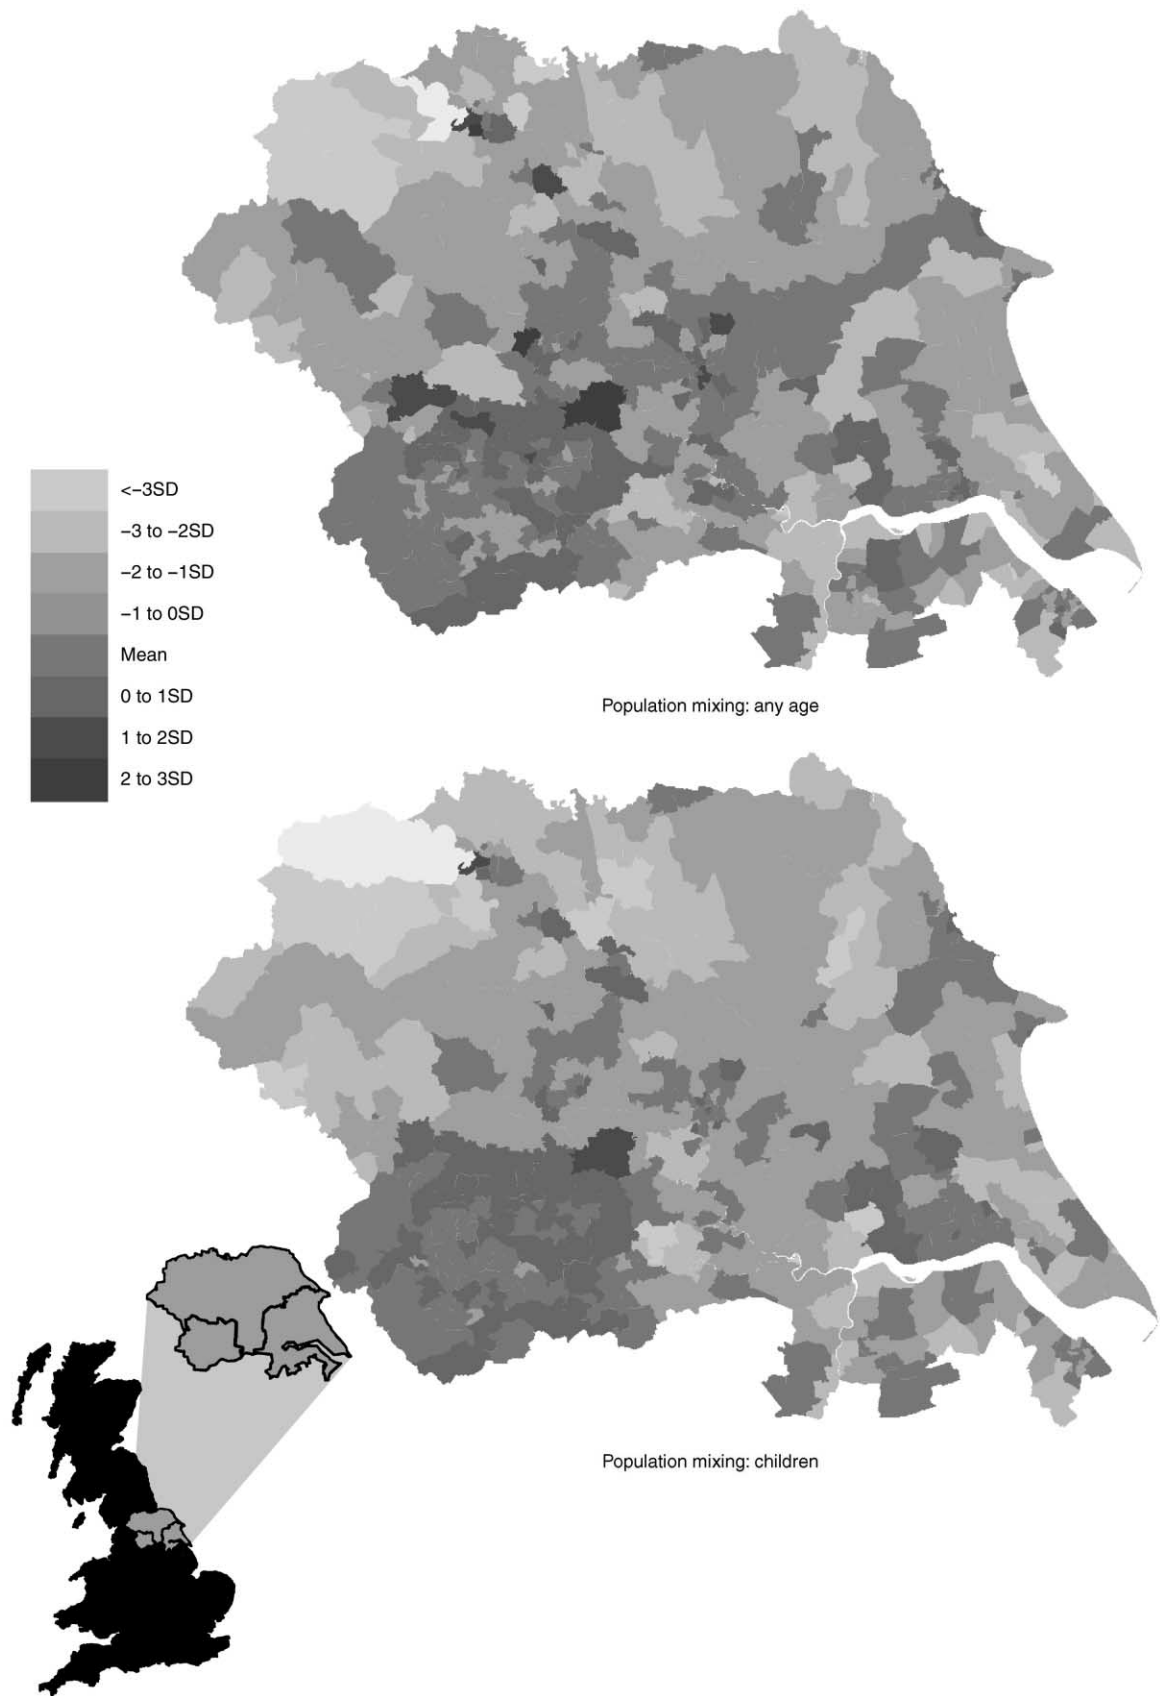 <−3SD
−3 to −2SD
−2 to −1SD
−1 to 0SD
Mean
0 to 1SD
1 to 2SD
2 to 3SD
Population mixing: any age
Population mixing: children